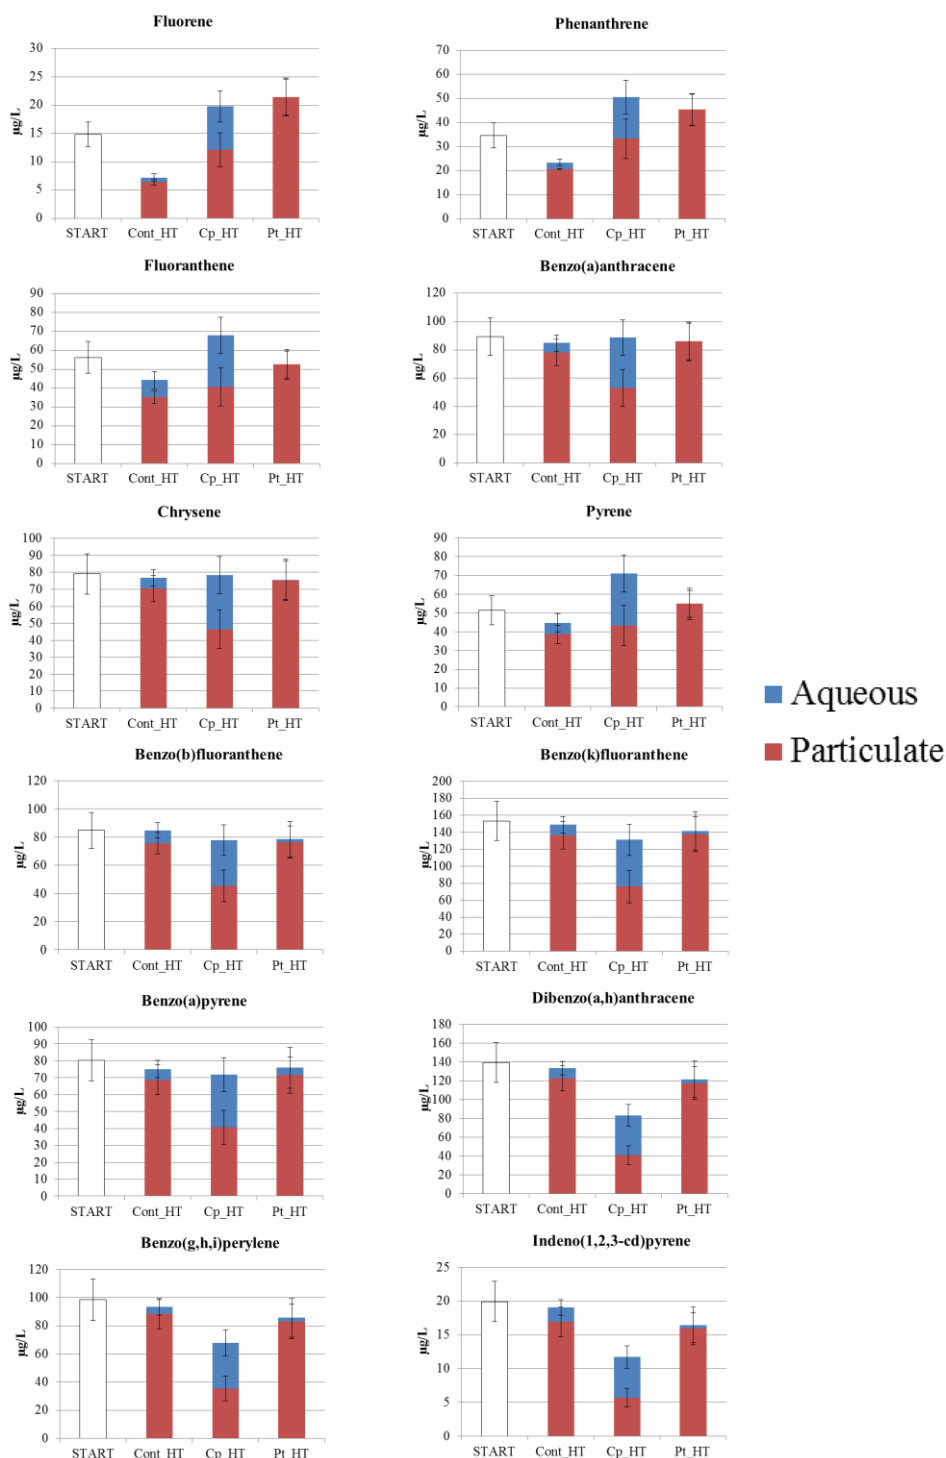 Fluorene
30
25
20
15
10
5
0
µg/L
START Cont_HT Cp_HT Pt_HT
Phenanthrene
70
60
50
40
30
20
10
0
µg/L
START Cont_HT Cp_HT Pt_HT
Fluoranthene
90
80
70
60
50
40
30
20
10
0
µg/L
START Cont_HT Cp_HT Pt_HT
Benzo(a)anthracene
120
100
80
60
40
20
0
µg/L
START Cont_HT Cp_HT Pt_HT
Chrysene
100
90
80
70
60
50
40
30
20
10
0
µg/L
START Cont_HT Cp_HT Pt_HT
Pyrene
90
80
70
60
50
40
30
20
10
0
µg/L
START Cont_HT Cp_HT Pt_HT
Aqueous
Particulate
Benzo(b)fluoranthene
120
100
80
60
40
20
0
µg/L
START Cont_HT Cp_HT Pt_HT
Benzo(k)fluoranthene
200
180
160
140
120
100
80
60
40
20
0
µg/L
START Cont_HT Cp_HT Pt_HT
Benzo(a)pyrene
100
90
80
70
60
50
40
30
20
10
0
µg/L
START Cont_HT Cp_HT Pt_HT
Dibenzo(a,h)anthracene
180
160
140
120
100
80
60
40
20
0
µg/L
START Cont_HT Cp_HT Pt_HT
Benzo(g,h,i)perylene
120
100
80
60
40
20
0
µg/L
START Cont_HT Cp_HT Pt_HT
Indeno(1,2,3-cd)pyrene
25
20
15
10
5
0
µg/L
START Cont_HT Cp_HT Pt_HT